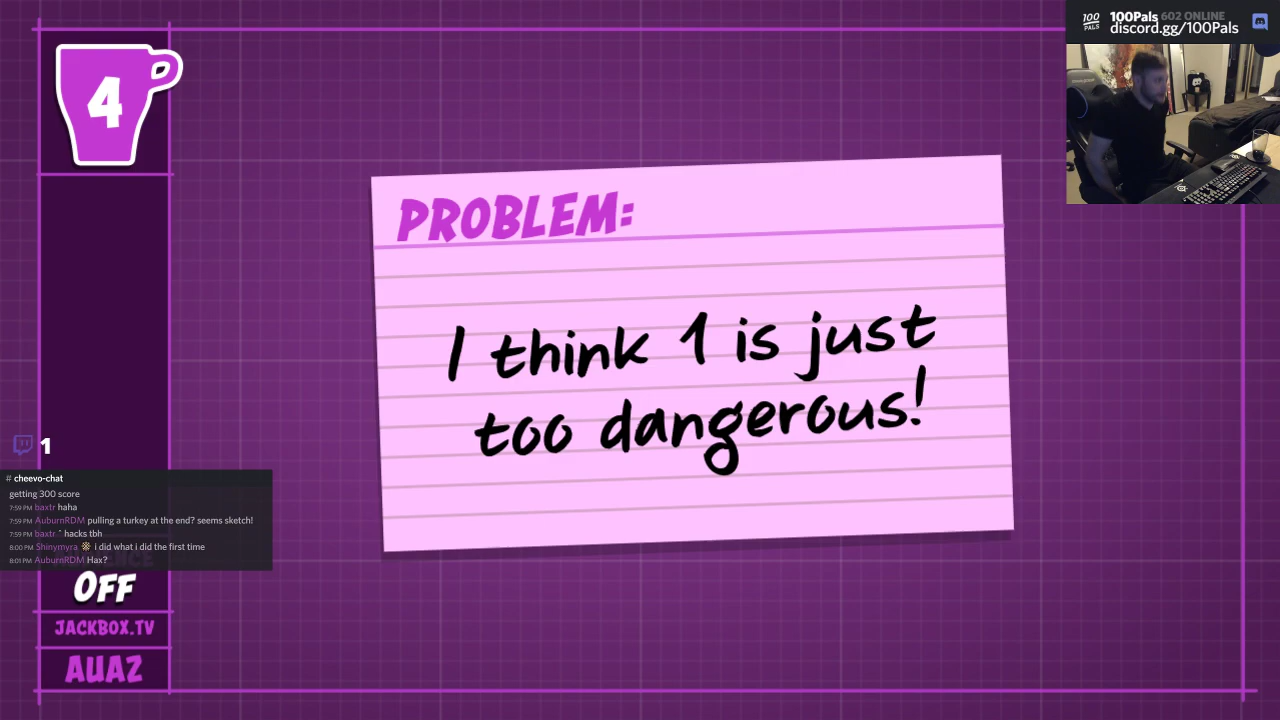 4
100 PALS
100Pals 602 ONLINE
discord.gg/100Pals
PROBLEM:
I think 1 is just
too dangerous!
1
# cheevo-chat
getting 300 score
7:59 PM baxtr haha
7:59 PM AuburnRDM pulling a turkey at the end? seems sketch!
7:59 PM baxtr ^ hacks tbh
8:00 PM Shinymyra i did what i did the first time
8:01 PM AuburnRDM Hax?
OFF
JACKBOX.TV
AUAZ